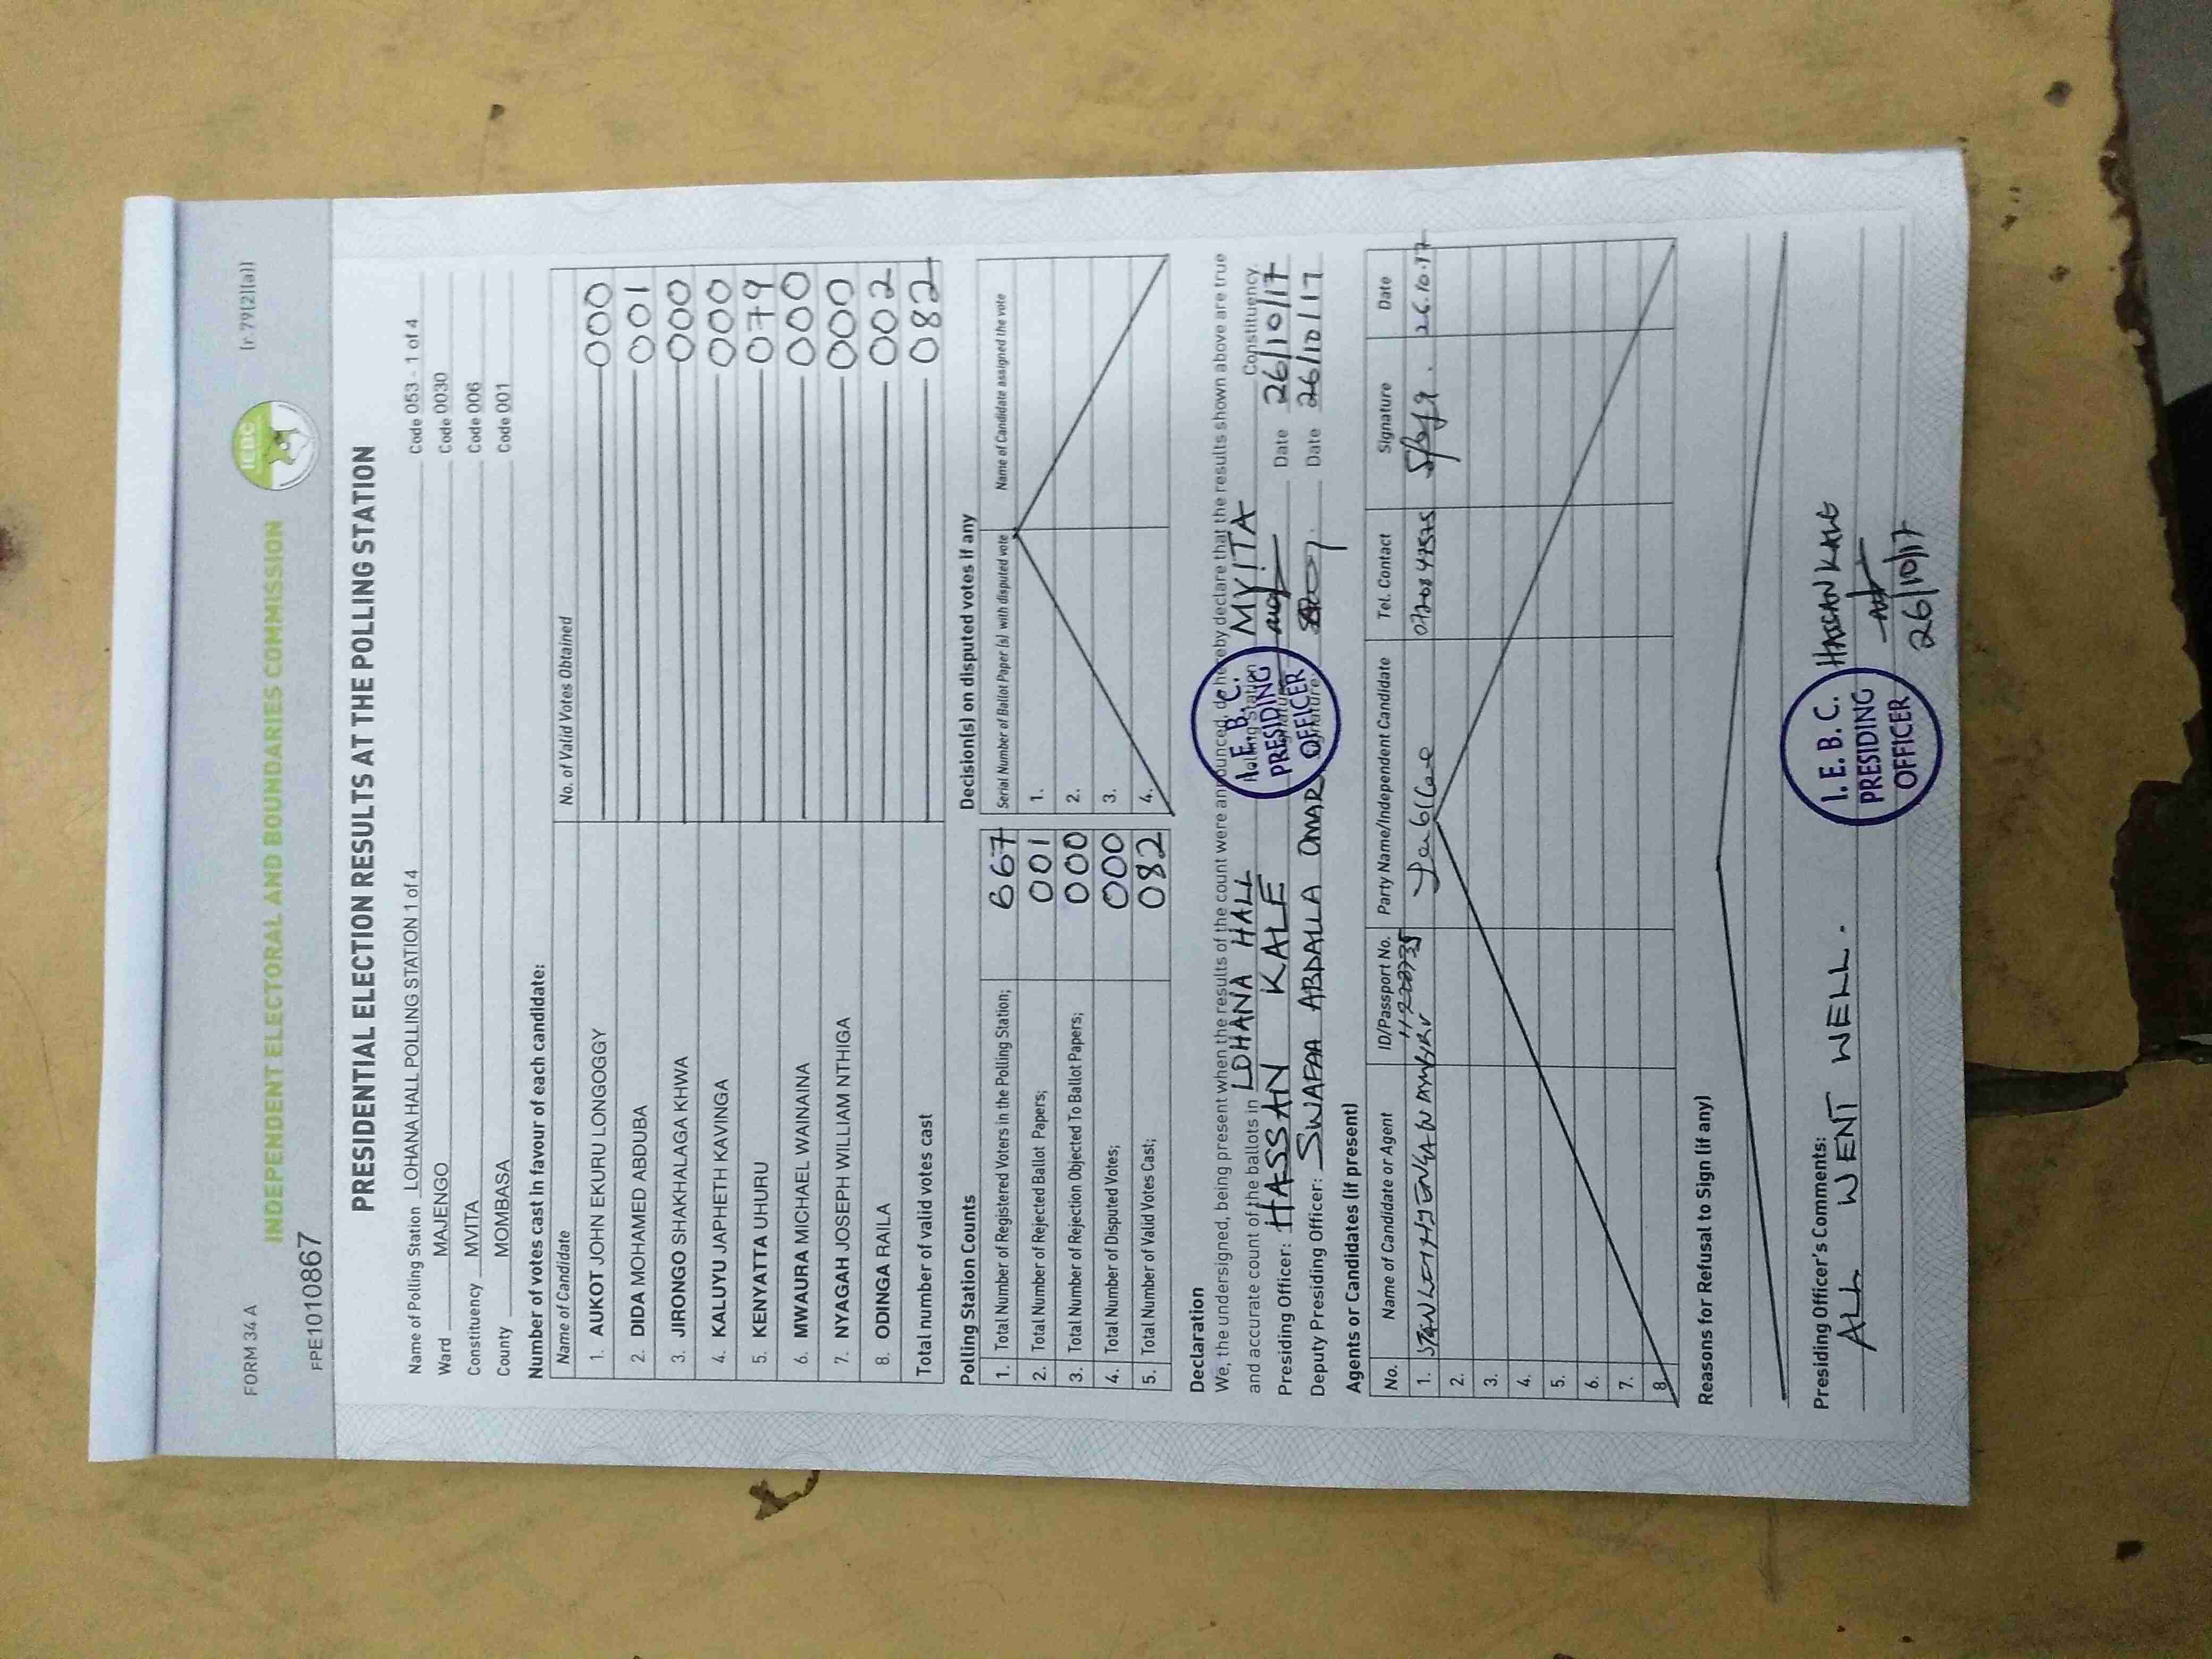 FORM 34 A
[r.79(2)(a)]
IEBC
INDEPENDENT ELECTORAL AND BOUNDARIES COMMISSION
FPE1010867
PRESIDENTIAL ELECTION RESULTS AT THE POLLING STATION
Name of Polling Station LOHANA HALL POLLING STATION 1 of 4 Code 053 - 1 of 4
Ward MAJENGO Code 0030
Constituency MVITA Code 006
County MOMBASA Code 001
Number of votes cast in favour of each candidate:
Name of Candidate No. of Valid Votes Obtained
1. AUKOT JOHN EKURU LONGOGGY 000
2. DIDA MOHAMED ABDUBA 001
3. JIRONGO SHAKHALAGA KHWA 000
4. KALUYU JAPHETH KAVINGA 000
5. KENYATTA UHURU 079
6. MWAURA MICHAEL WAINAINA 000
7. NYAGAH JOSEPH WILLIAM NTHIGA 000
8. ODINGA RAILA 002
Total number of valid votes cast 082
Polling Station Counts
1. Total Number of Registered Voters in the Polling Station; 667
2. Total Number of Rejected Ballot Papers; 001
3. Total Number of Rejection Objected To Ballot Papers; 000
4. Total Number of Disputed Votes; 000
5. Total Number of Valid Votes Cast; 082
Decision(s) on disputed votes if any
Serial Number of Ballot Paper (s) with disputed vote Name of Candidate assigned the vote
1.
2.
3.
4.
Declaration
We, the undersigned, being present when the results of the count were announced, do hereby declare that the results shown above are true
and accurate count of the ballots in LOHANA HALL Polling Station MVITA Constituency.
Presiding Officer: HASSAN KALE Signature: Date 26/10/17
Deputy Presiding Officer: SWAFAA ABDALLA OMAR Signature: Date 26/10/17
I.E.B.C.
PRESIDING
OFFICER
Agents or Candidates (if present)
No. Name of Candidate or Agent ID/Passport No. Party Name/Independent Candidate Tel. Contact Signature Date
1. Jubilee 26.10.17
2.
3.
4.
5.
6.
7.
8.
Reasons for Refusal to Sign (if any)
Presiding Officer's Comments:
ALL WENT WELL.
I.E.B.C.
PRESIDING
OFFICER
HASSAN KALE
26/10/17